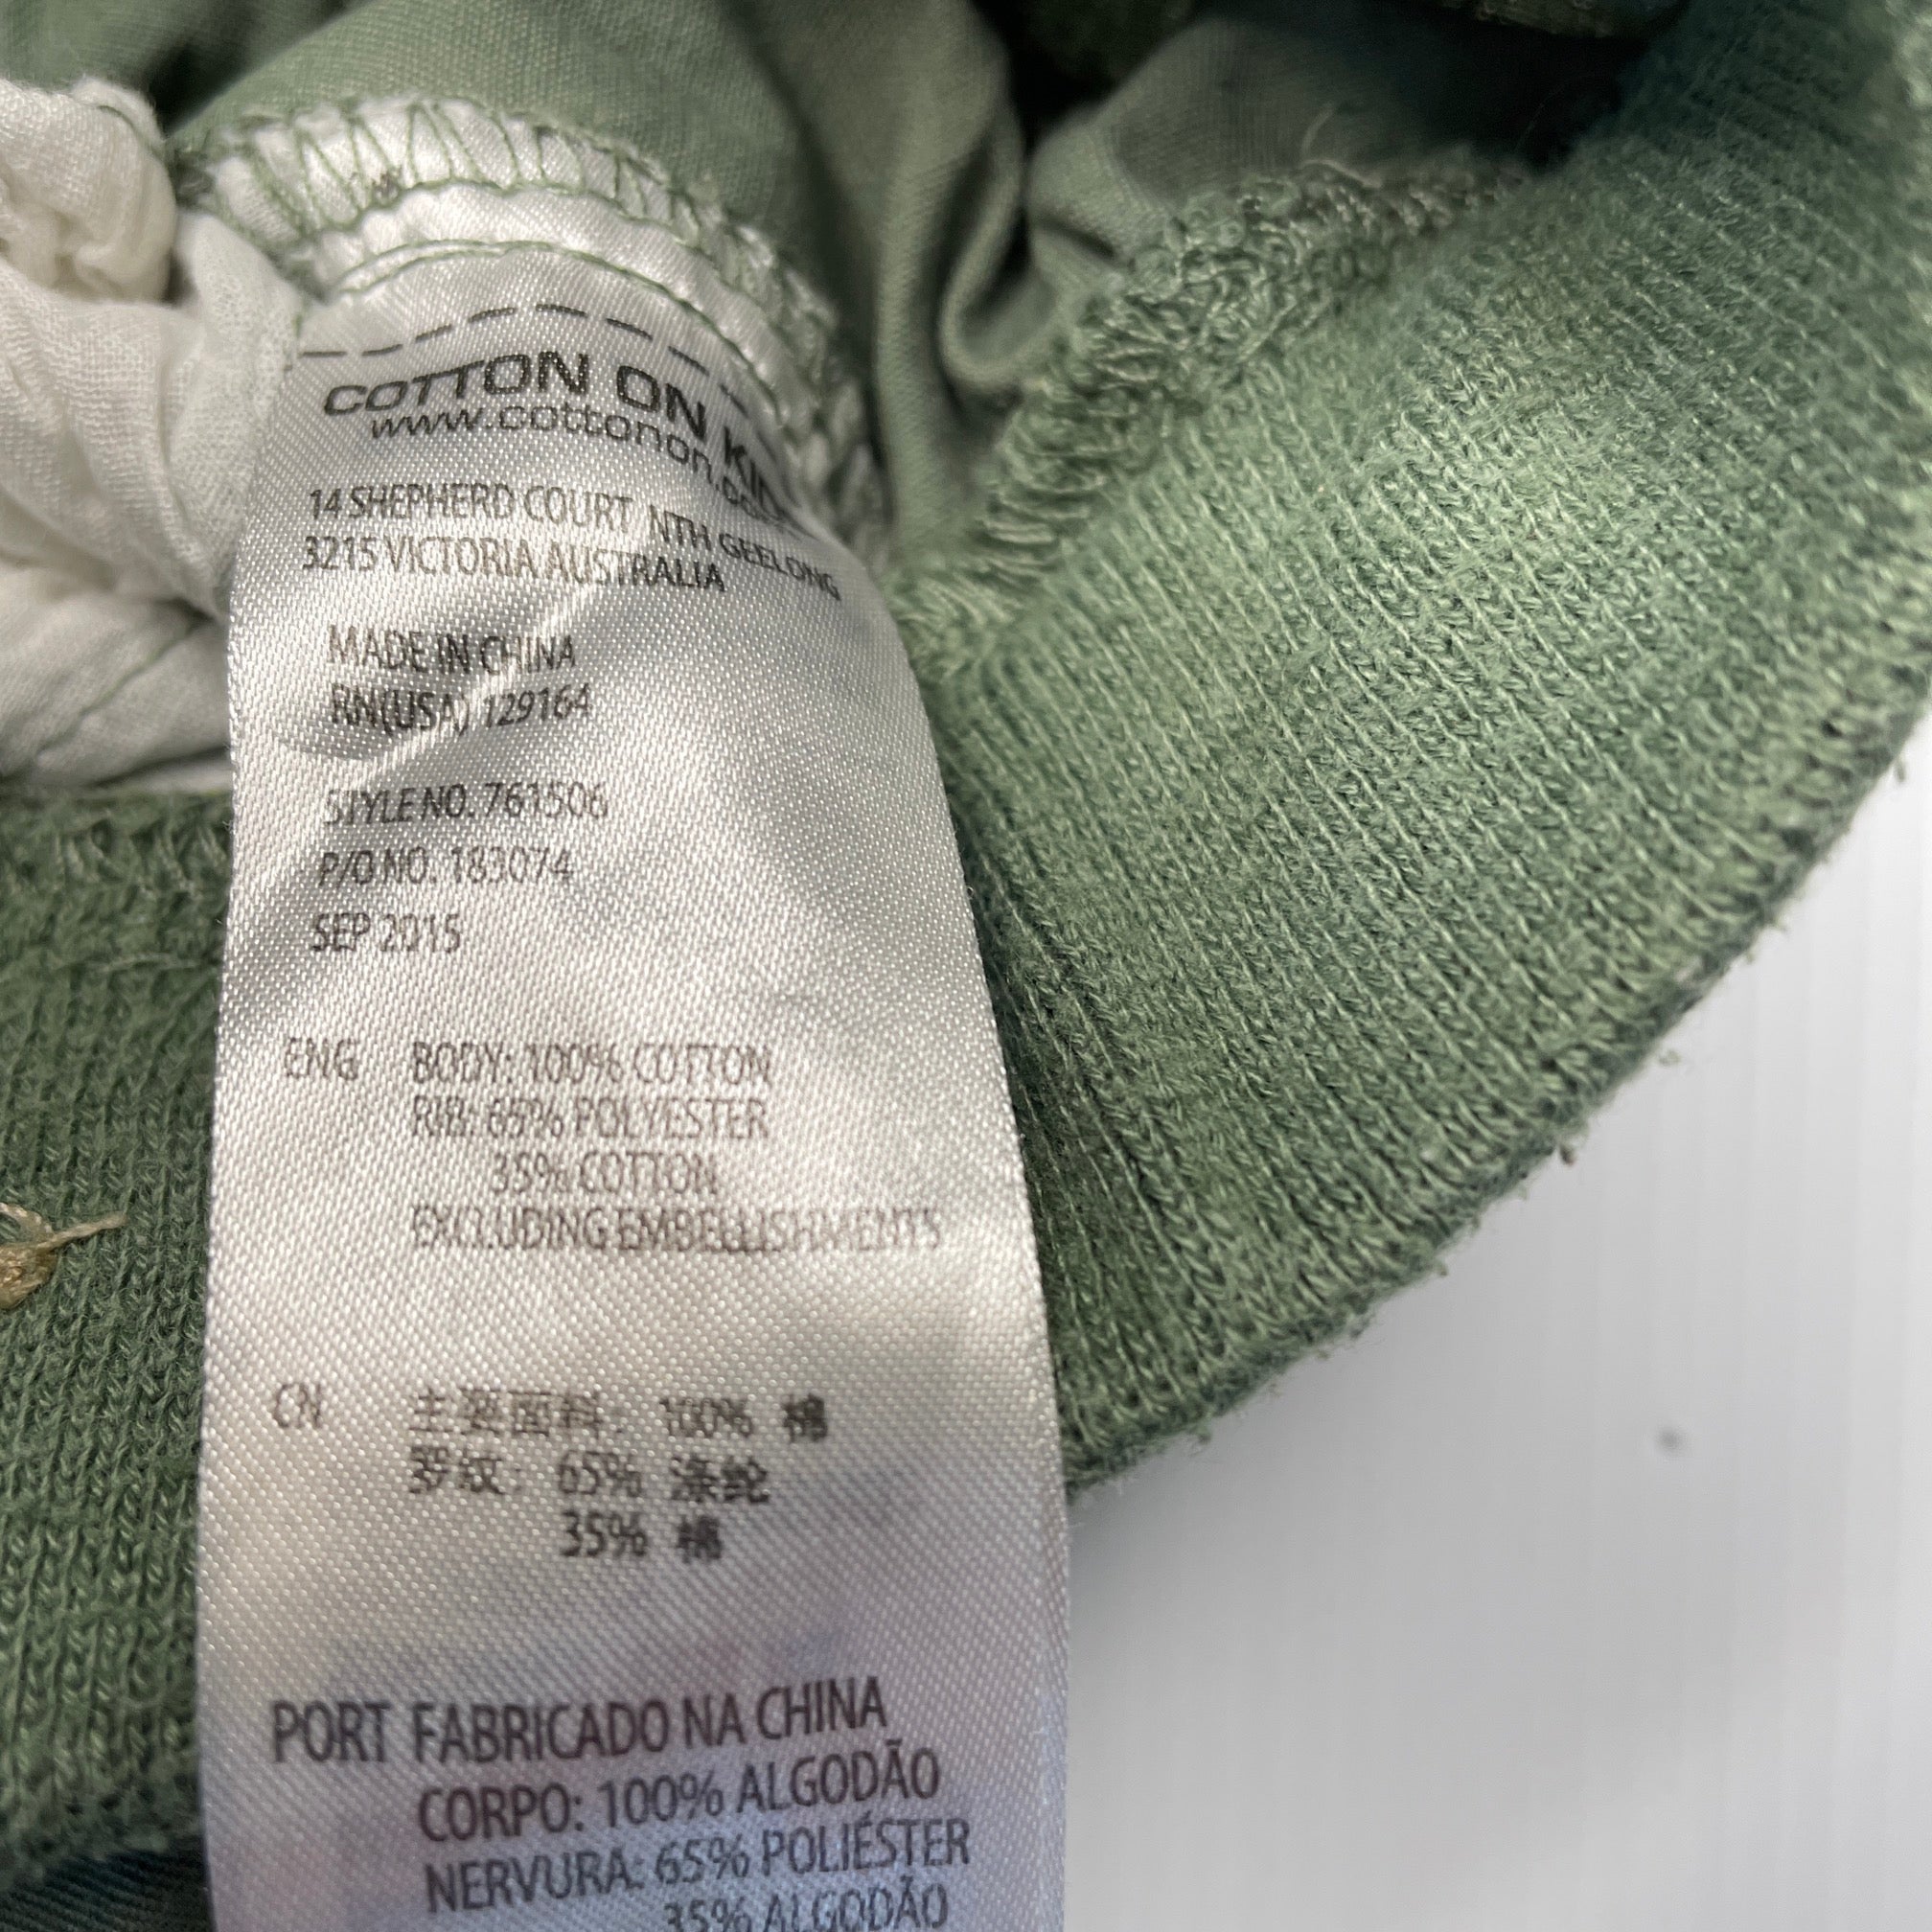 COTTON ON
www.cottonon.
14 SHEPHERD COURT NTH GEELONG
3215 VICTORIA AUSTRALIA
MADE IN CHINA
RN(USA) 129164
STYLE NO. 761506
P/O NO. 183074
SEP 2015
ENG BODY: 100% COTTON
RIB: 65% POLYESTER
35% COTTON
EXCLUDING EMBELLISHMENTS
CN 主要面料: 100% 棉
罗纹: 65% 涤纶
35% 棉
PORT FABRICADO NA CHINA
CORPO: 100% ALGODÃO
NERVURA: 65% POLIÉSTER
35% ALGODÃO